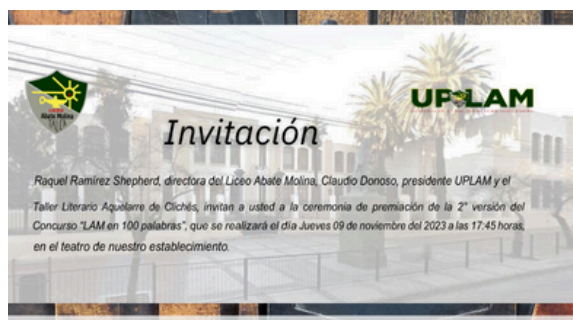 Abate Molina
TALCA
UPLAM
Invitación
Raquel Ramírez Shepherd, directora del Liceo Abate Molina, Claudio Donoso, presidente UPLAM y el
Taller Literario Aquelarre de Clichés, invitan a usted a la ceremonia de premiación de la 2° versión del
Concurso "LAM en 100 palabras", que se realizará el día Jueves 09 de noviembre del 2023 a las 17:45 horas,
en el teatro de nuestro establecimiento.